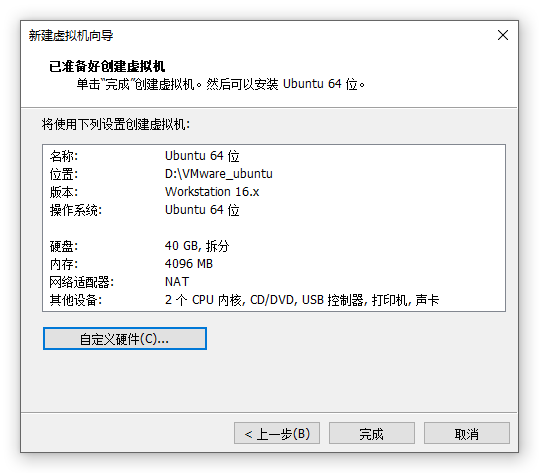 新建虚拟机向导
已准备好创建虚拟机
单击“完成”创建虚拟机。然后可以安装 Ubuntu 64 位。
将使用下列设置创建虚拟机:
名称: Ubuntu 64 位
位置: D:\VMware_ubuntu
版本: Workstation 16.x
操作系统: Ubuntu 64 位
硬盘: 40 GB, 拆分
内存: 4096 MB
网络适配器: NAT
其他设备: 2 个 CPU 内核, CD/DVD, USB 控制器, 打印机, 声卡
自定义硬件(C)...
< 上一步(B) 完成 取消